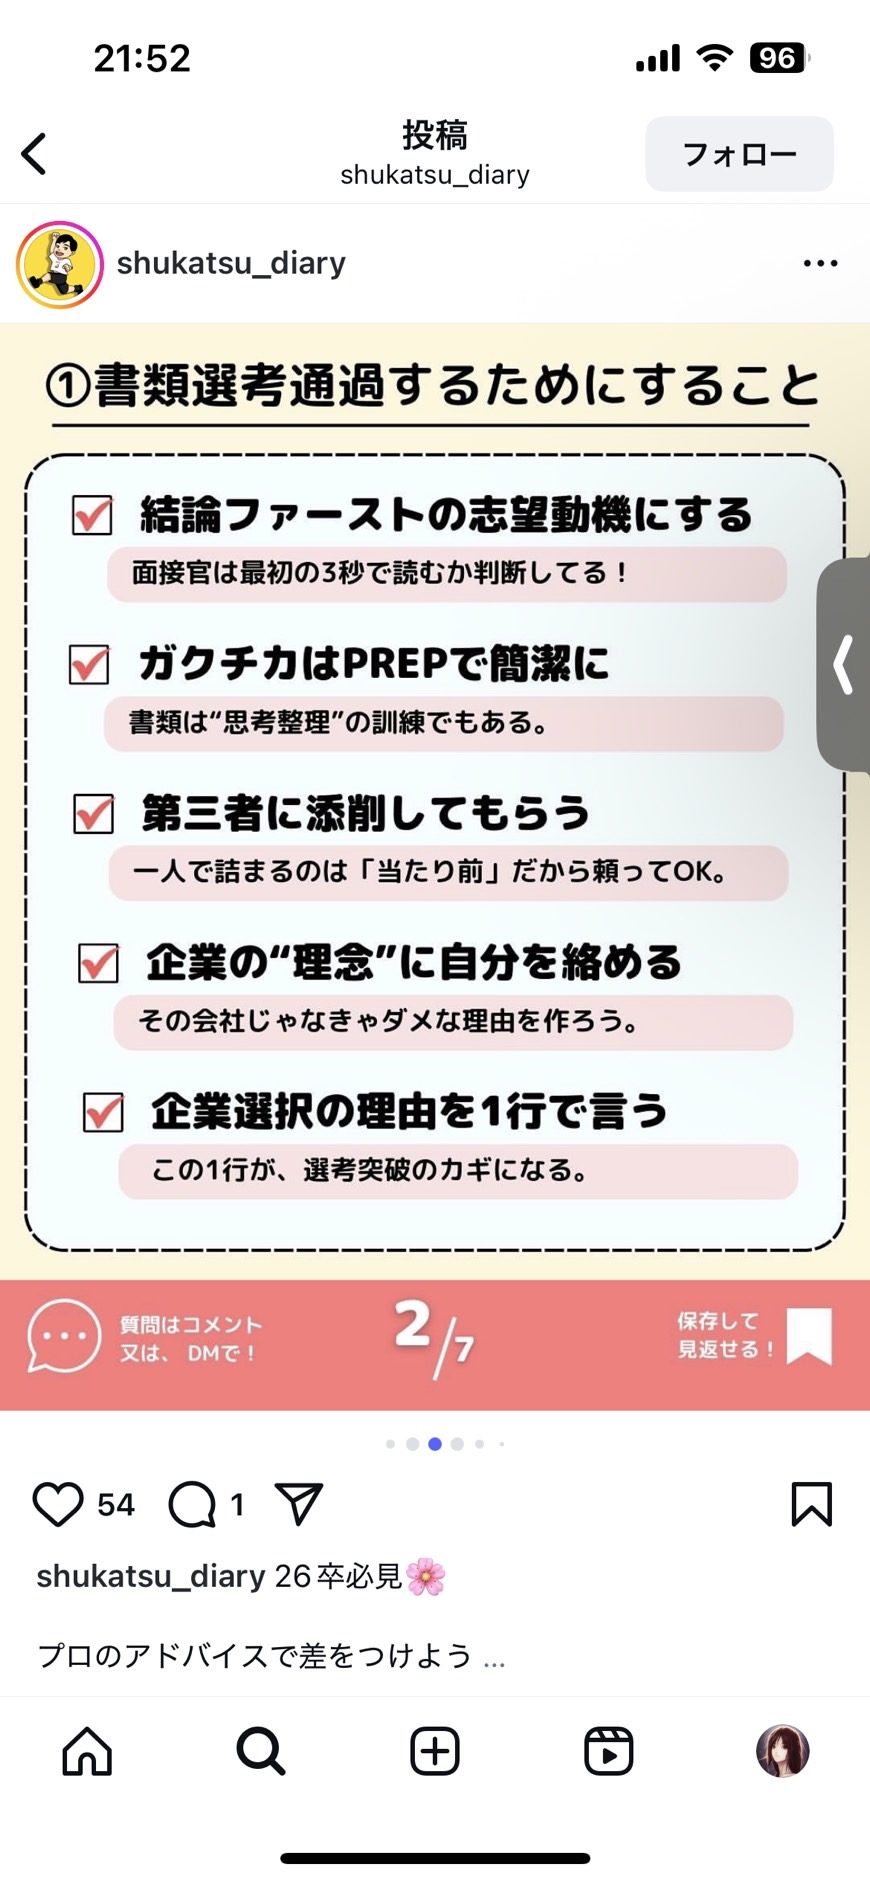 21:52
96
投稿
shukatsu_diary
フォロー
shukatsu_diary
①書類選考通過するためにすること
結論ファーストの志望動機にする
面接官は最初の3秒で読むか判断してる！
ガクチカはPREPで簡潔に
書類は“思考整理”の訓練でもある。
第三者に添削してもらう
一人で詰まるのは「当たり前」だから頼ってOK。
企業の“理念”に自分を絡める
その会社じゃなきゃダメな理由を作ろう。
企業選択の理由を1行で言う
この1行が、選考突破のカギになる。
質問はコメント
又は、 DMで！
2/7
保存して
見返せる！
54
1
shukatsu_diary 26卒必見🌸
プロのアドバイスで差をつけよう ...